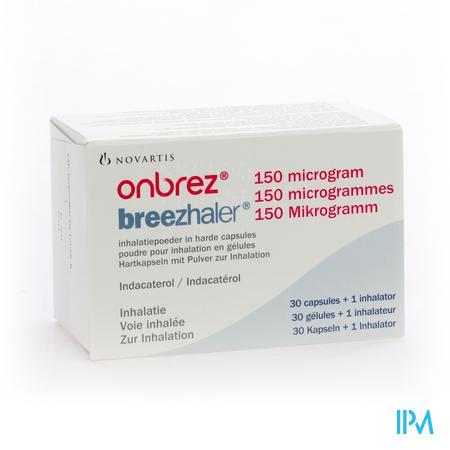 NOVARTIS
onbrez®
breezhaler®
150 microgram
150 microgrammes
150 Mikrogramm
inhalatiepoeder in harde capsules
poudre pour inhalation en gélules
Hartkapseln mit Pulver zur Inhalation
Indacaterol / Indacatérol
Inhalatie
Voie inhalée
Zur Inhalation
30 capsules + 1 inhalator
30 gélules + 1 inhalateur
30 Kapseln + 1 Inhalator
IPM